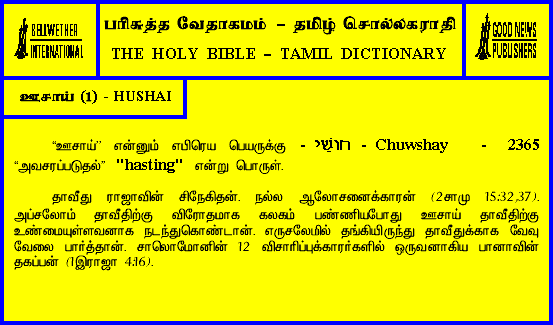 BELLWETHER
INTERNATIONAL
பரிசுத்த வேதாகமம் – தமிழ் சொல்லகராதி
THE HOLY BIBLE – TAMIL DICTIONARY
GOOD NEWS
PUBLISHERS
ஊசாய் (1) - HUSHAI
“ஊசாய்” என்னும் எபிரெய பெயருக்கு - חוּשַׁי - Chuwshay - 2365
“அவசரப்படுதல்” "hasting" என்று பொருள்.
தாவீது ராஜாவின் சிநேகிதன். நல்ல ஆலோசனைக்காரன் (2சாமு 15:32,37).
அப்சலோம் தாவீதிற்கு விரோதமாக கலகம் பண்ணியபோது ஊசாய் தாவீதிற்கு
உண்மையுள்ளவனாக நடந்துகொண்டான். எருசலேமில் தங்கியிருந்து தாவீதுக்காக வேவு
வேலை பார்த்தான். சாலொமோனின் 12 விசாரிப்புக்காரர்களில் ஒருவனாகிய பானாவின்
தகப்பன் (1இராஜா 4:16).